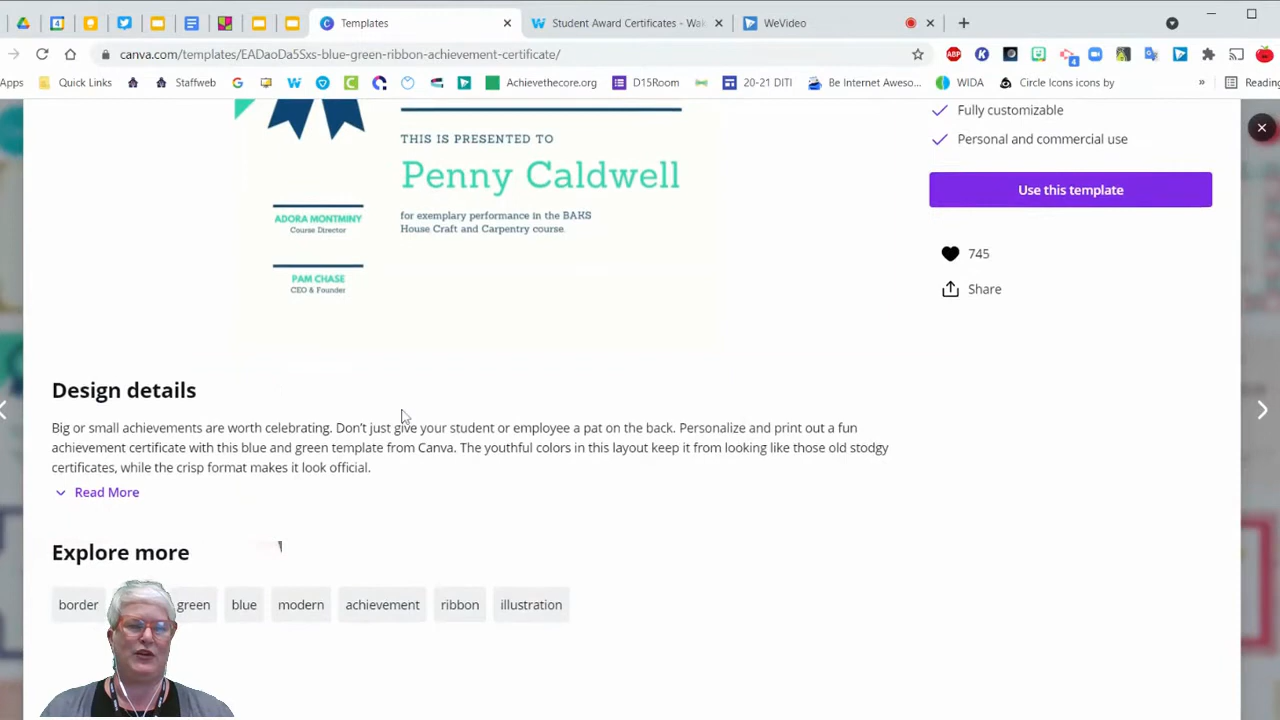 Templates
Student Award Certificates - Wak
WeVideo
canva.com/templates/EADaoDa5Sxs-blue-green-ribbon-achievement-certificate/
Apps
Quick Links
Staffweb
Achievethecore.org
D15Room
20-21 DITI
Be Internet Aweso...
WIDA
Circle Icons icons by
»
Reading
THIS IS PRESENTED TO
Penny Caldwell
for exemplary performance in the BAKS
House Craft and Carpentry course
ADORA MONTMINY
Course Director
PAM CHASE
CEO & Founder
Fully customizable
Personal and commercial use
Use this template
745
Share
Design details
Big or small achievements are worth celebrating. Don't just give your student or employee a pat on the back. Personalize and print out a fun
achievement certificate with this blue and green template from Canva. The youthful colors in this layout keep it from looking like those old stodgy
certificates, while the crisp format makes it look official.
Read More
Explore more
border
green
blue
modern
achievement
ribbon
illustration